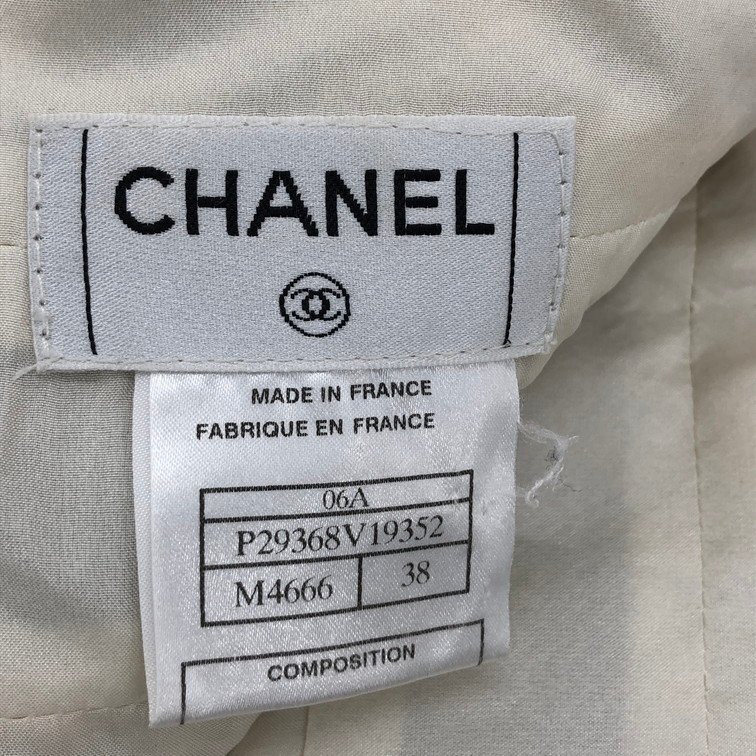 CHANEL
MADE IN FRANCE
FABRIQUE EN FRANCE
06A
P29368V19352
M4666 38
COMPOSITION